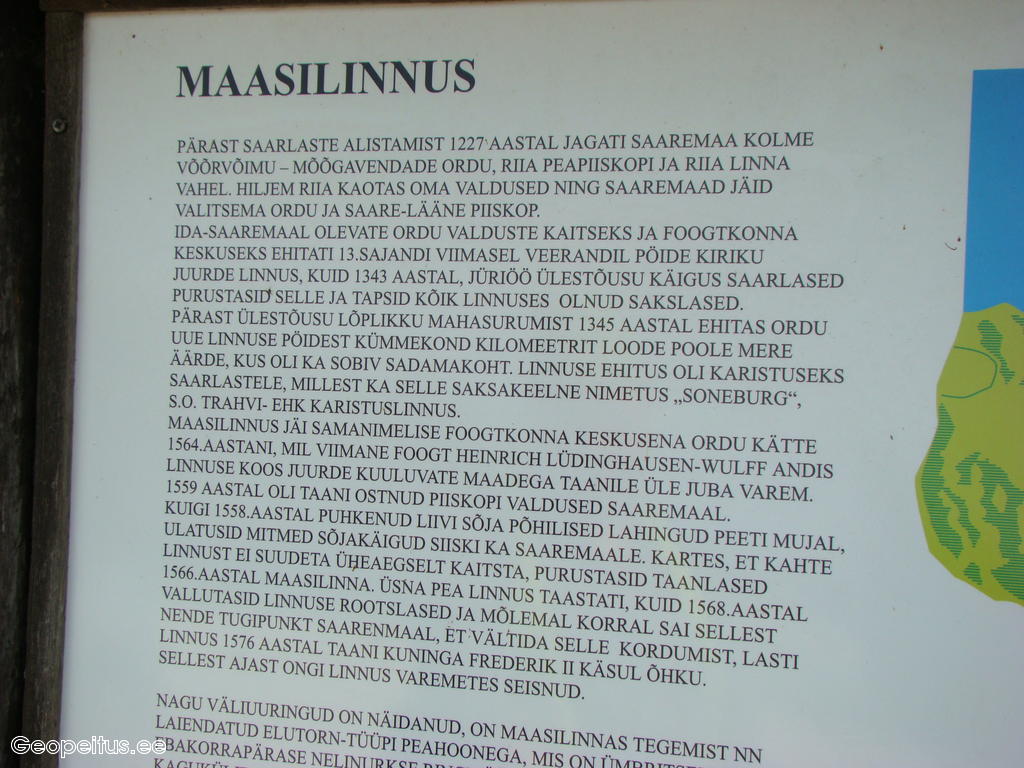 MAASILINNUS
PÄRAST SAARLASTE ALISTAMIST 1227 AASTAL JAGATI SAAREMAA KOLME
VÕÕRVÕIMU – MÕÕGAVENDADE ORDU, RIIA PEAPIISKOPI JA RIIA LINNA
VAHEL. HILJEM RIIA KAOTAS OMA VALDUSED NING SAAREMAAD JÄID
VALITSEMA ORDU JA SAARE-LÄÄNE PIISKOP.
IDA-SAAREMAAL OLEVATE ORDU VALDUSTE KAITSEKS JA FOOGTKONNA
KESKUSEKS EHITATI 13.SAJANDI VIIMASEL VEERANDIL PÖIDE KIRIKU
JUURDE LINNUS, KUID 1343 AASTAL, JÜRIÖÖ ÜLESTÕUSU KÄIGUS SAARLASED
PURUSTASID SELLE JA TAPSID KÕIK LINNUSES OLNUD SAKSLASED.
PÄRAST ÜLESTÕUSU LÕPLIKKU MAHASURUMIST 1345 AASTAL EHITAS ORDU
UUE LINNUSE PÖIDEST KÜMMEKOND KILOMEETRIT LOODE POOLE MERE
ÄÄRDE, KUS OLI KA SOBIV SADAMAKOHT. LINNUSE EHITUS OLI KARISTUSEKS
SAARLASTELE, MILLEST KA SELLE SAKSAKEELNE NIMETUS „SONEBURG“,
S.O. TRAHVI- EHK KARISTUSLINNUS.
MAASILINNUS JÄI SAMANIMELISE FOOGTKONNA KESKUSENA ORDU KÄTTE
1564.AASTANI, MIL VIIMANE FOOGT HEINRICH LÜDINGHAUSEN-WULFF ANDIS
LINNUSE KOOS JUURDE KUULUVATE MAADEGA TAANILE ÜLE JUBA VAREM.
1559 AASTAL OLI TAANI OSTNUD PIISKOPI VALDUSED SAAREMAAL.
KUIGI 1558.AASTAL PUHKENUD LIIVI SÕJA PÕHILISED LAHINGUD PEETI MUJAL,
ULATUSID MITMED SÕJAKÄIGUD SIISKI KA SAAREMAALE. KARTES, ET KAHTE
LINNUST EI SUUDETA ÜHEAEGSELT KAITSTA, PURUSTASID TAANLASED
1566.AASTAL MAASILINNA. ÜSNA PEA LINNUS TAASTATI, KUID 1568.AASTAL
VALLUTASID LINNUSE ROOTSLASED JA MÕLEMAL KORRAL SAI SELLEST
NENDE TUGIPUNKT SAARENMAAL, ET VÄLTIDA SELLE KORDUMIST, LASTI
LINNUS 1576 AASTAL TAANI KUNINGA FREDERIK II KÄSUL ÕHKU.
SELLEST AJAST ONGI LINNUS VAREMETES SEISNUD.
NAGU VÄLIUURINGUD ON NÄIDANUD, ON MAASILINNAS TEGEMIST NN
LAIENDATUD ELUTORN-TÜÜPI PEAHOONEGA, MIS ON
EBAKORRAPÄRASE NELINURKSE
Geopeitus.ee